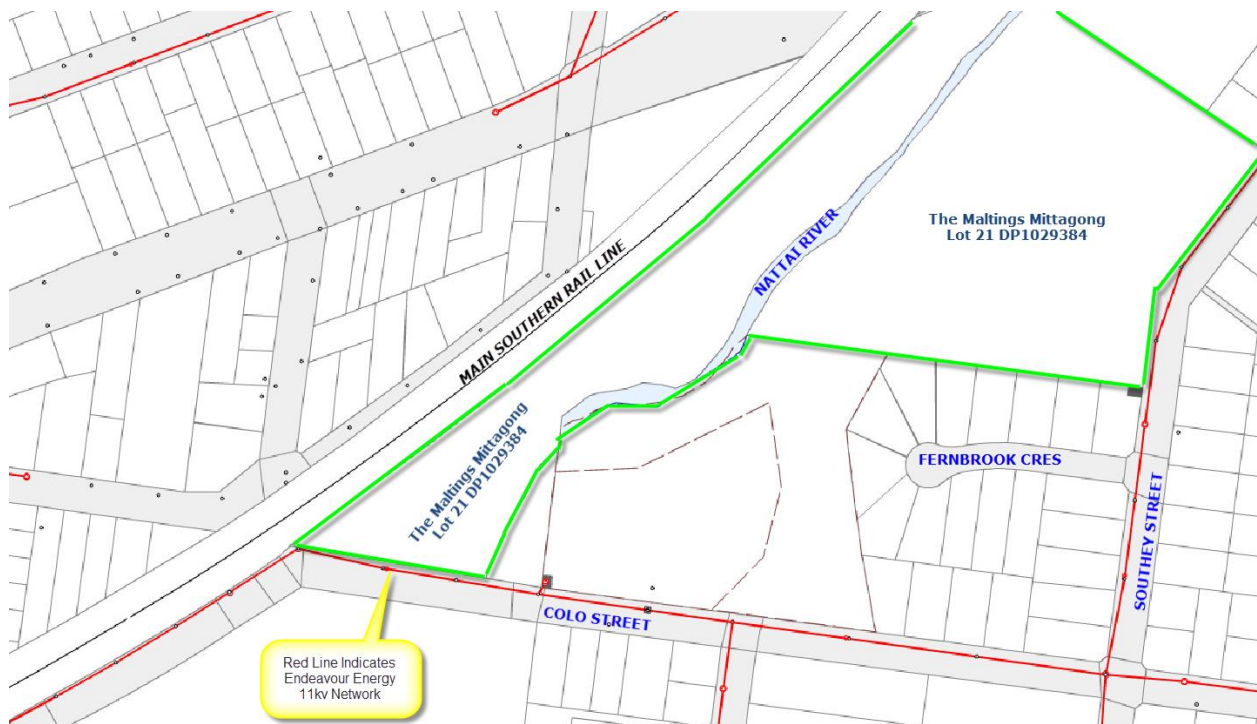 The Maltings Mittagong
Lot 21 DP1029384
NATTAI RIVER
MAIN SOUTHERN RAIL LINE
The Maltings Mittagong
Lot 21 DP1029384
FERNBROOK CRES
SOUTHEY STREET
COLO STREET
Red Line Indicates
Endeavour Energy
11kv Network